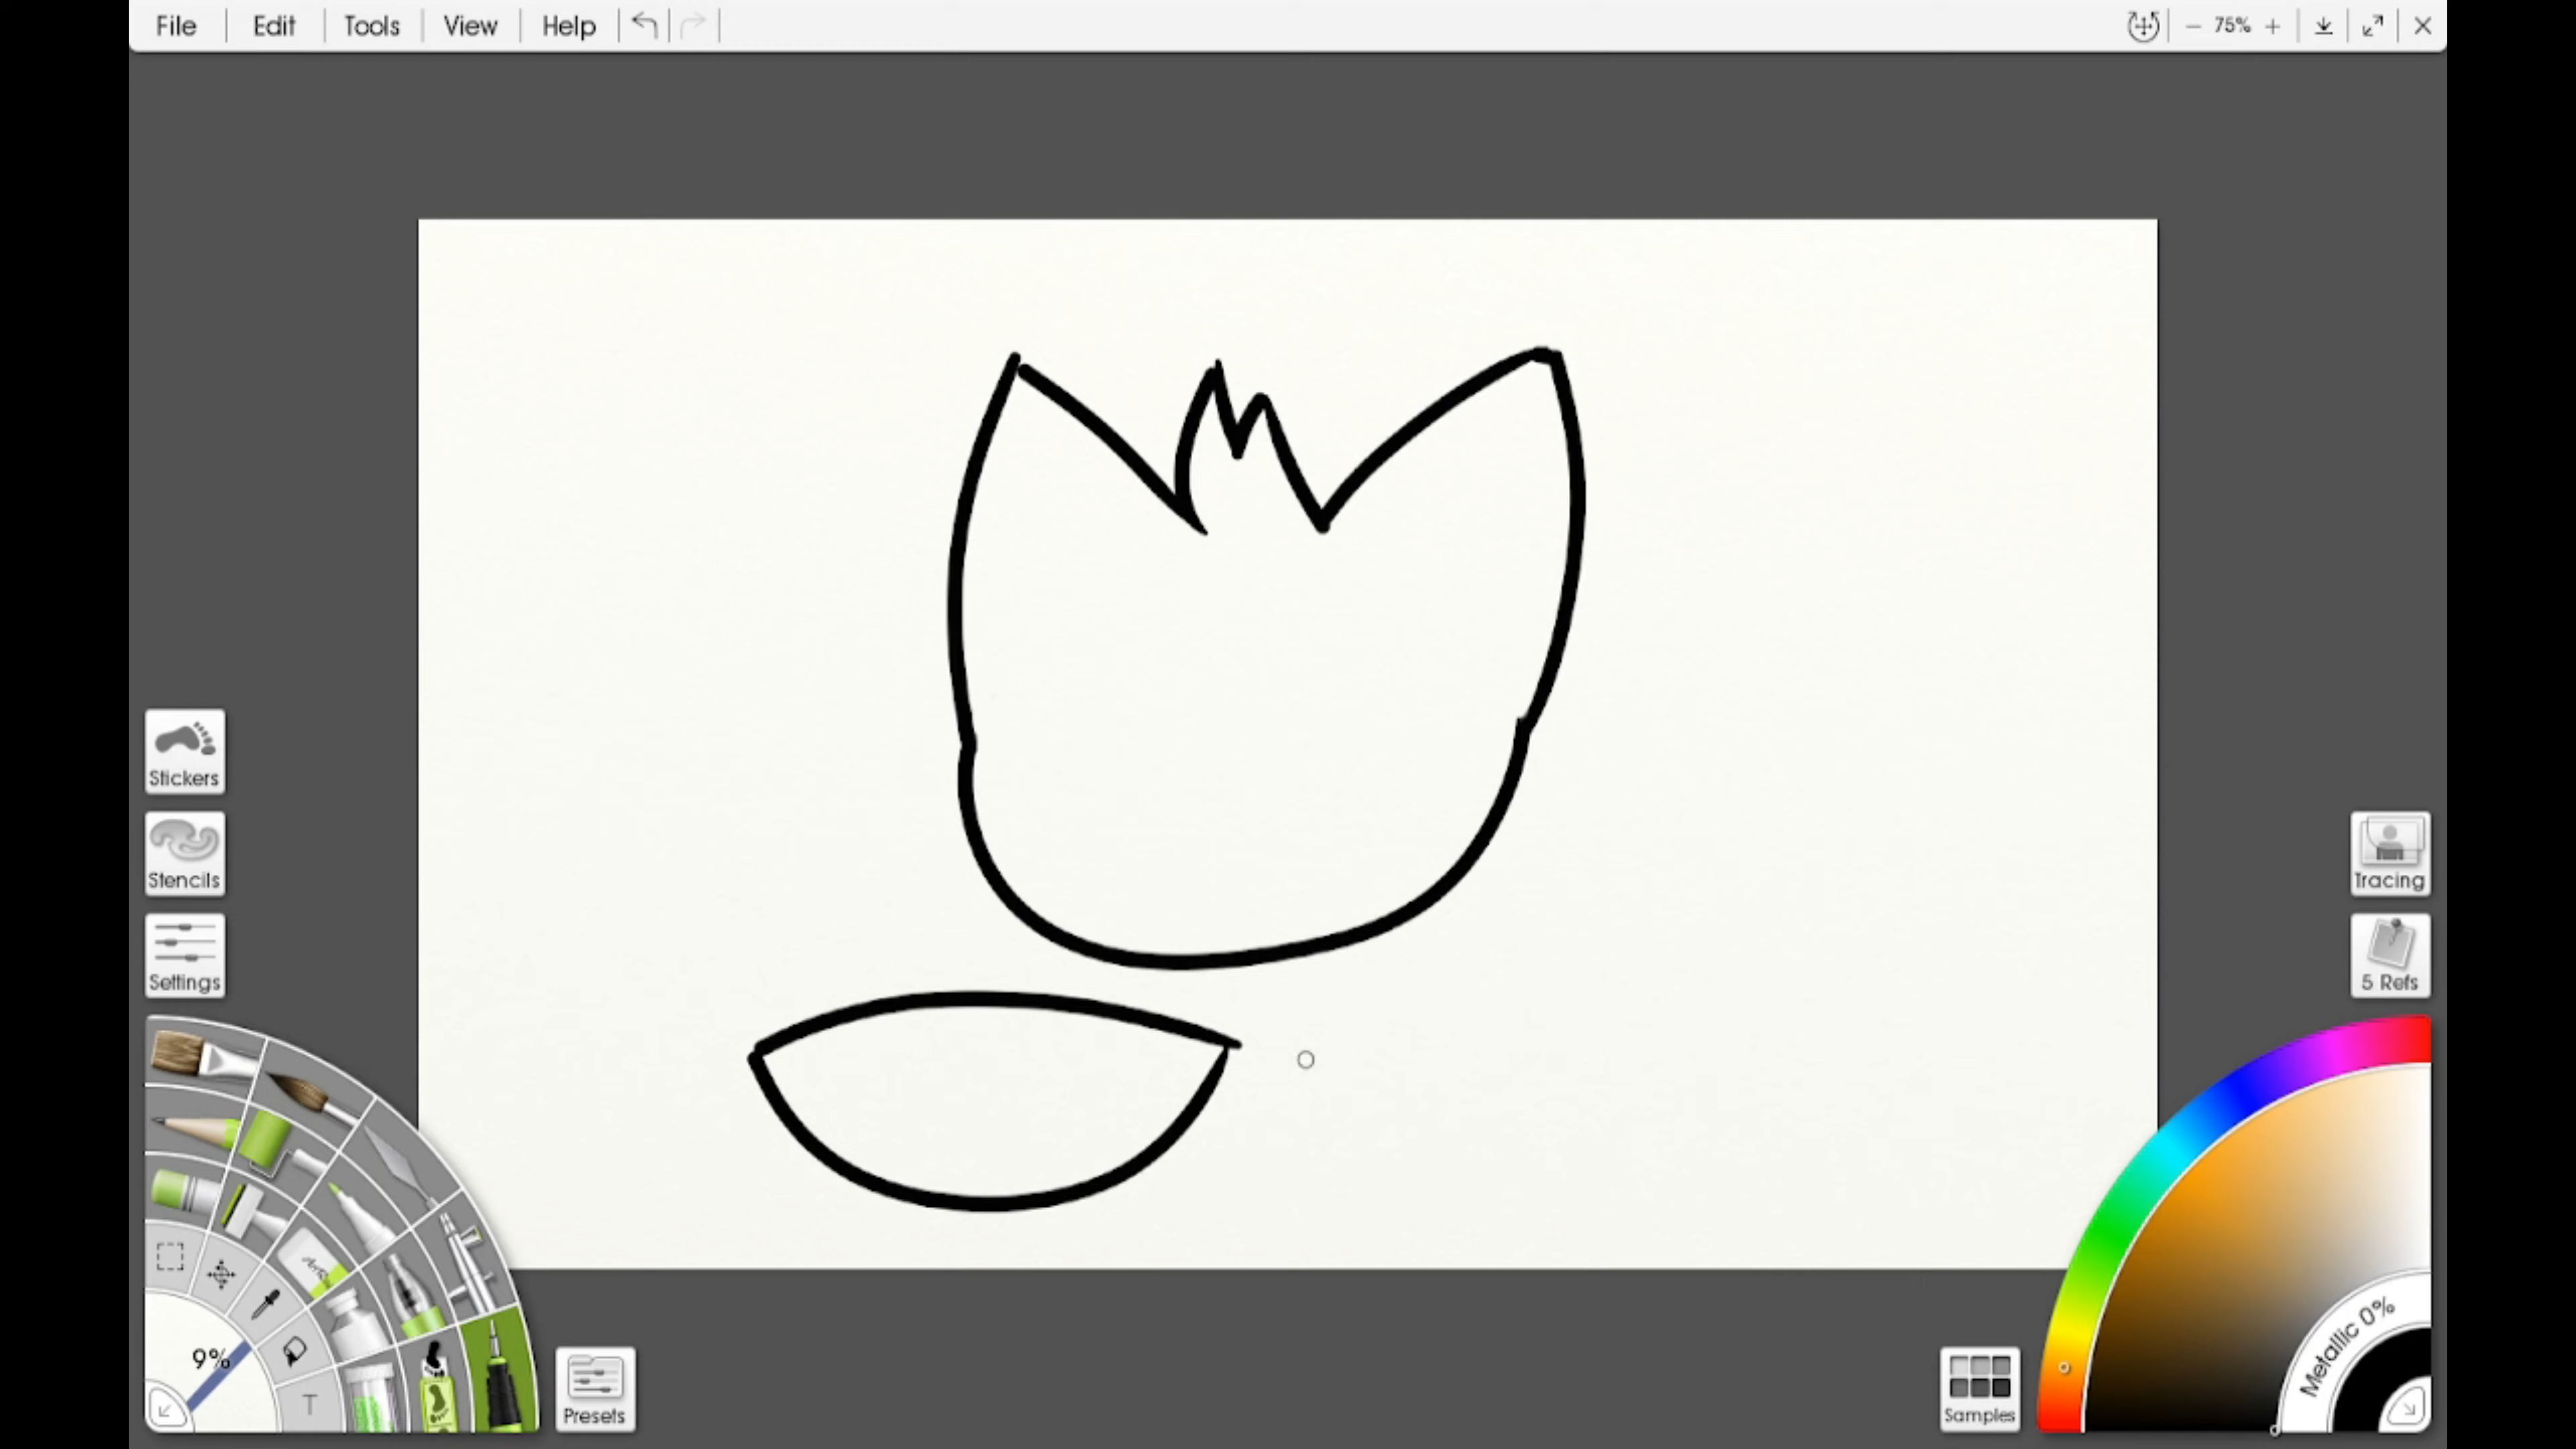 File Edit Tools View Help 75%
Stickers
Stencils
Settings
Tracing
5 Refs
9%
T
Presets
Samples
Metallic 0%